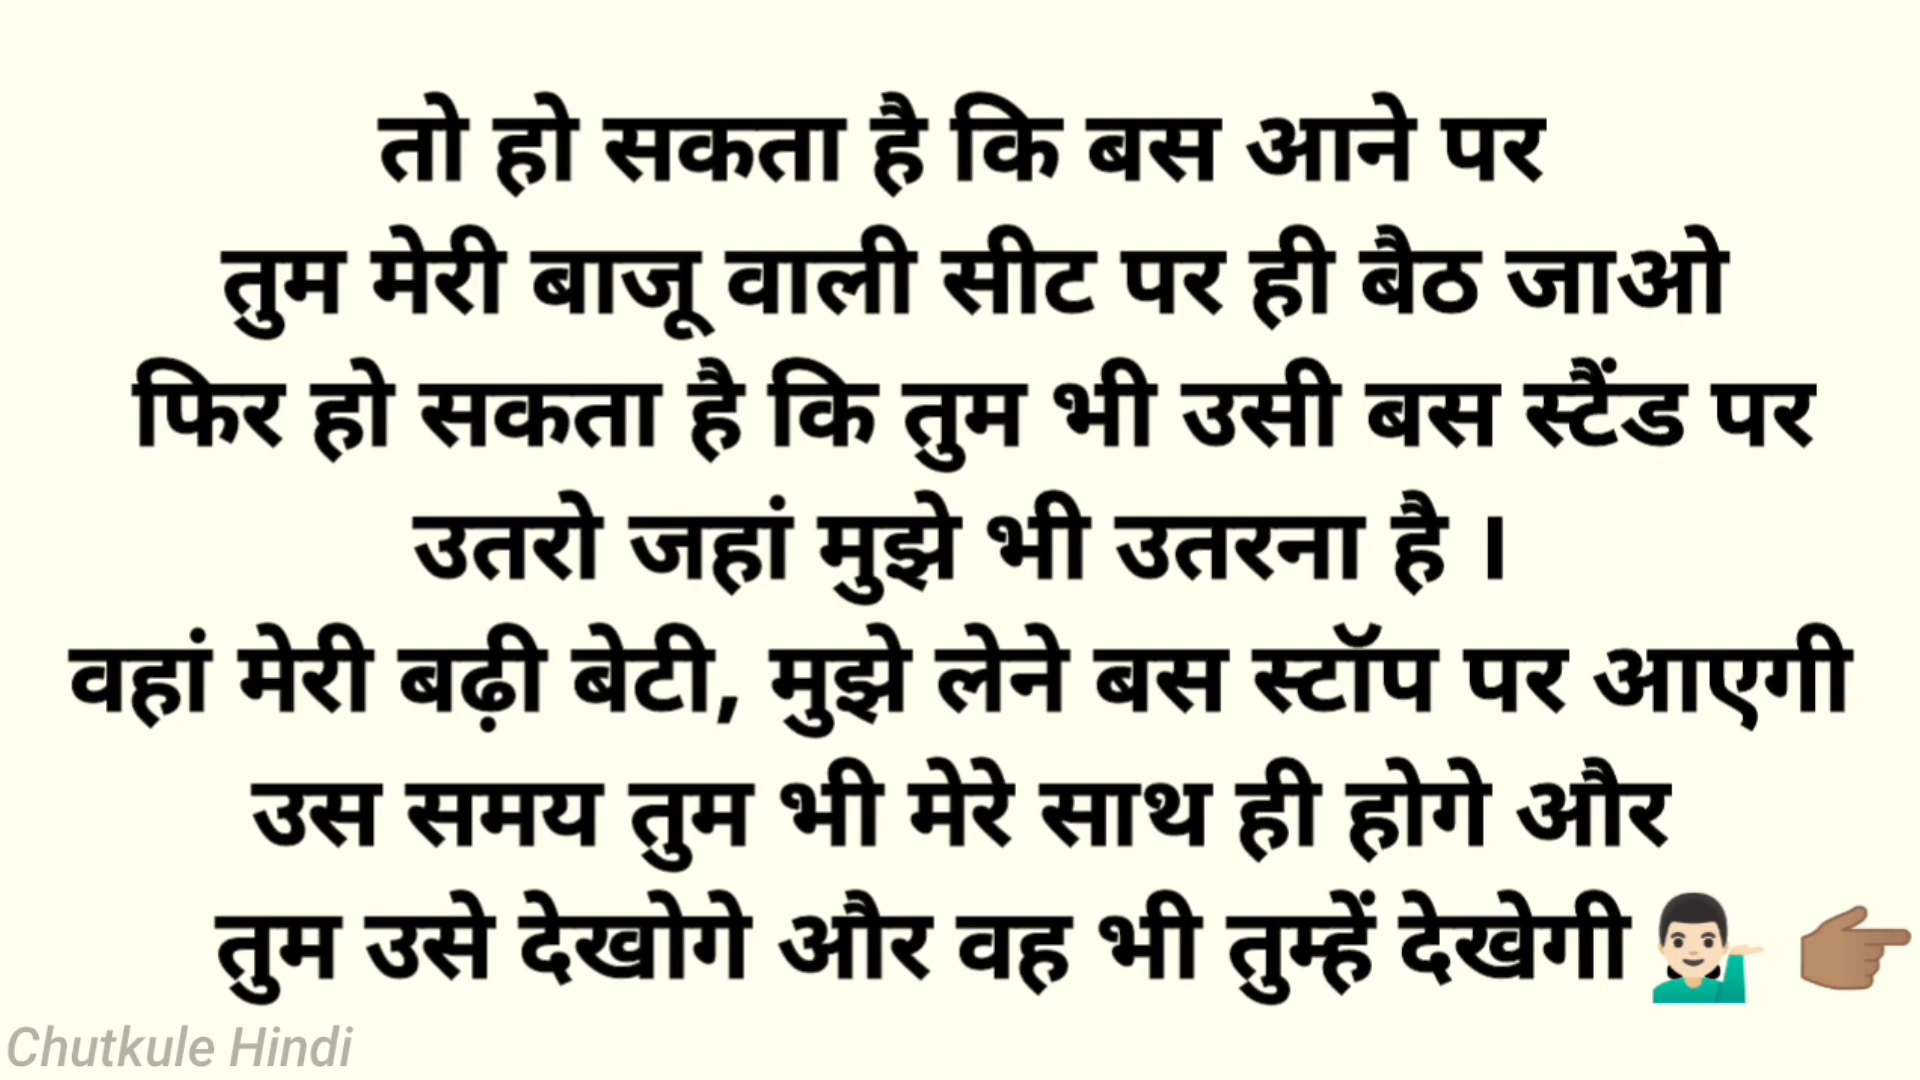 तो हो सकता है कि बस आने पर
तुम मेरी बाजू वाली सीट पर ही बैठ जाओ
फिर हो सकता है कि तुम भी उसी बस स्टैंड पर
उतरो जहां मुझे भी उतरना है ।
वहां मेरी बढ़ी बेटी, मुझे लेने बस स्टॉप पर आएगी
उस समय तुम भी मेरे साथ ही होगे और
तुम उसे देखोगे और वह भी तुम्हें देखेगी
Chutkule Hindi